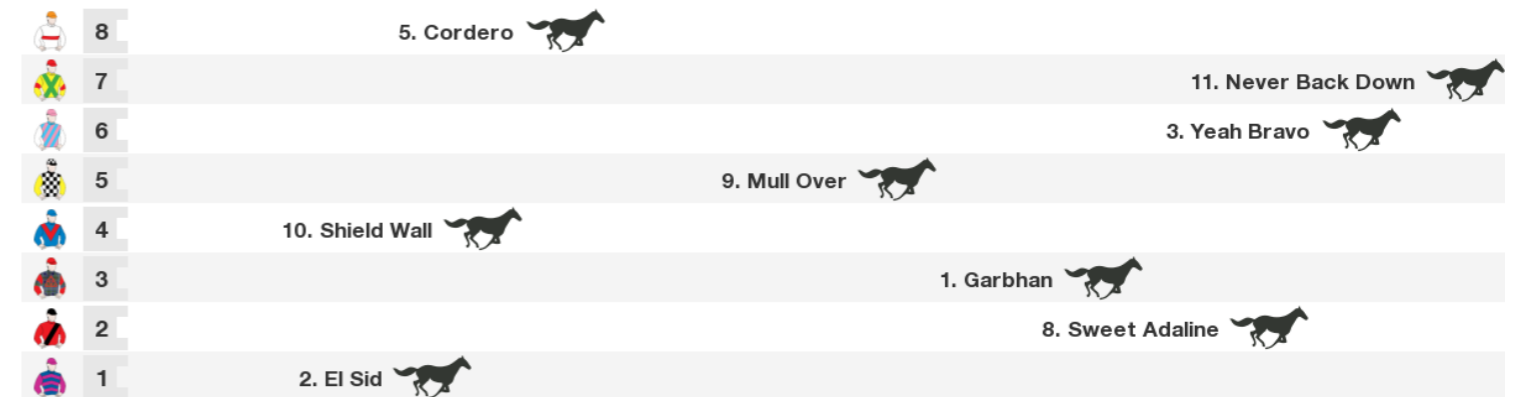 8 5. Cordero
7 11. Never Back Down
6 3. Yeah Bravo
5 9. Mull Over
4 10. Shield Wall
3 1. Garbhan
2 8. Sweet Adaline
1 2. El Sid